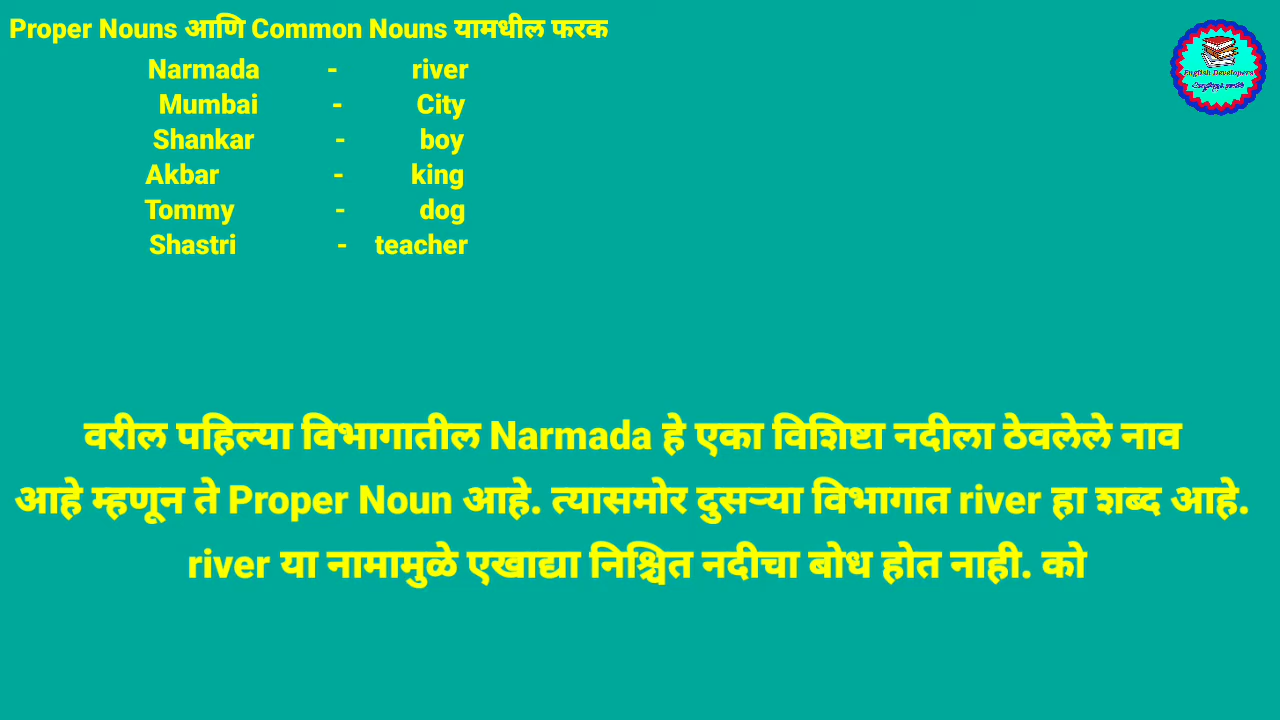 Proper Nouns आणि Common Nouns यामधील फरक
Narmada - river
Mumbai - City
Shankar - boy
Akbar - king
Tommy - dog
Shastri - teacher
English Developers
वरील पहिल्या विभागातील Narmada हे एका विशिष्टा नदीला ठेवलेले नाव
आहे म्हणून ते Proper Noun आहे. त्यासमोर दुसऱ्या विभागात river हा शब्द आहे.
river या नामामुळे एखाद्या निश्चित नदीचा बोध होत नाही. को